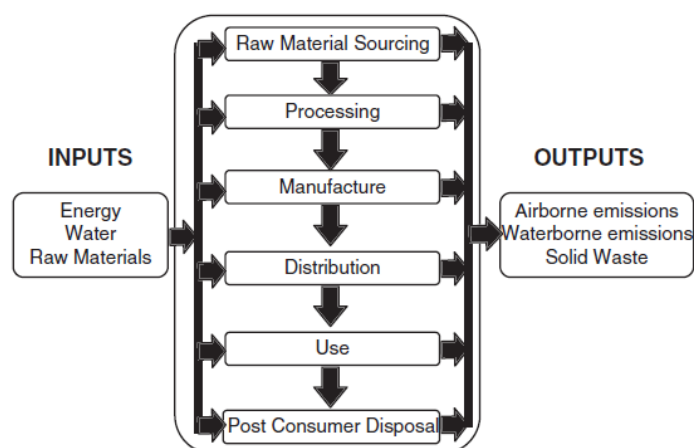 Raw Material Sourcing
Processing
INPUTS
OUTPUTS
Manufacture
Energy
Water
Raw Materials
Airborne emissions
Waterborne emissions
Solid Waste
Distribution
Use
Post Consumer Disposal